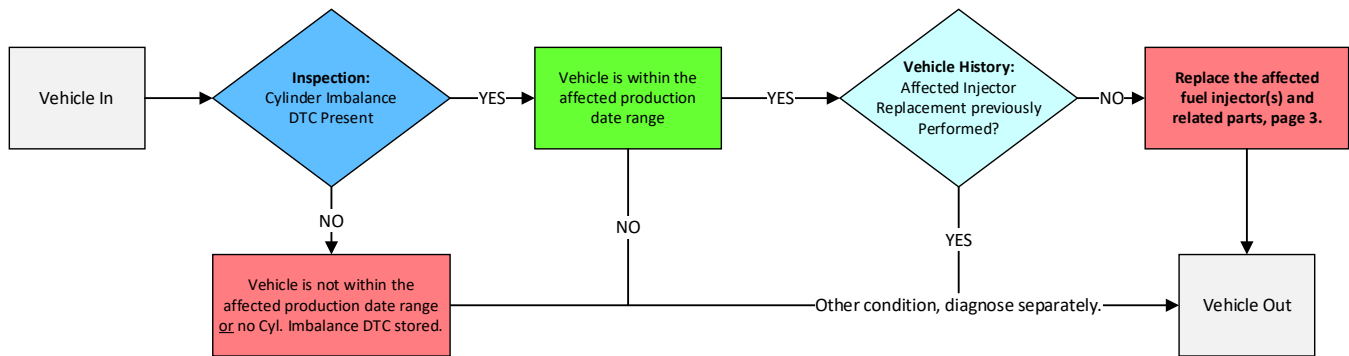 Vehicle In
Inspection:
Cylinder Imbalance
DTC Present
YES
Vehicle is within the
affected production
date range
YES
Vehicle History:
Affected Injector
Replacement previously
Performed?
NO
Replace the affected
fuel injector(s) and
related parts, page 3.
NO
NO
YES
Vehicle is not within the
affected production date range
or no Cyl. Imbalance DTC stored.
Other condition, diagnose separately.
Vehicle Out